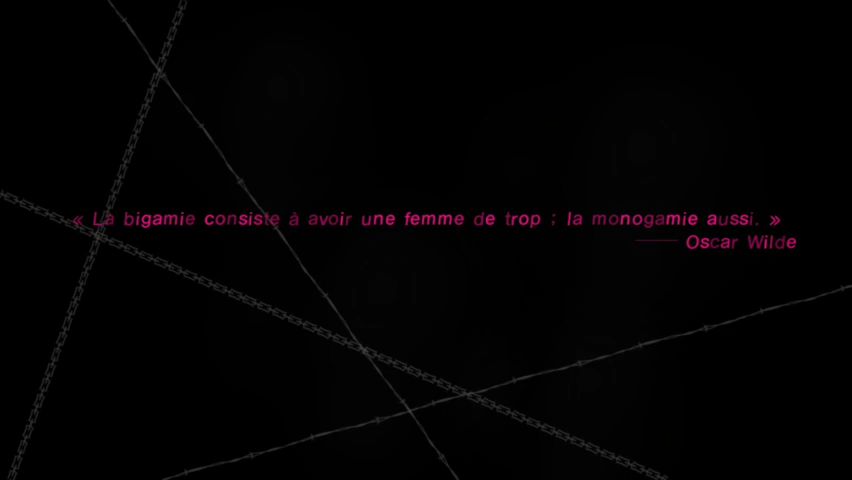 « La bigamie consiste à avoir une femme de trop ; la monogamie aussi. »
Oscar Wilde